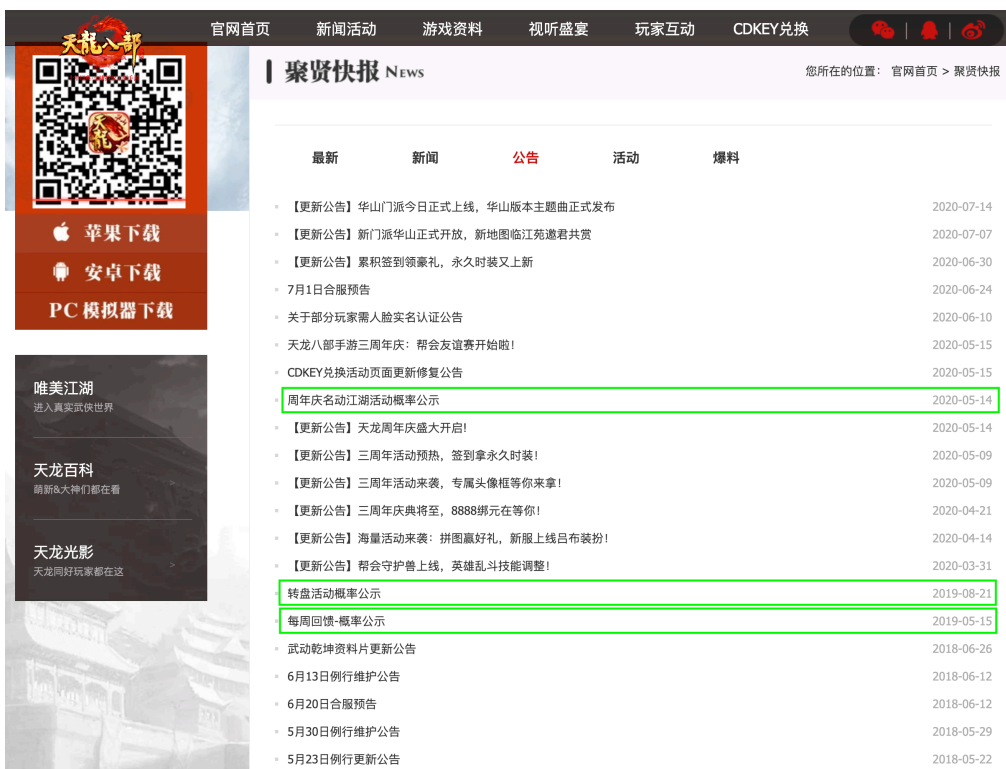 天龍八部
官网首页 新闻活动 游戏资料 视听盛宴 玩家互动 CDKEY兑换
聚贤快报 NEWS
您所在的位置： 官网首页 > 聚贤快报
天龍
苹果下载
安卓下载
PC 模拟器下载
唯美江湖
进入真实武侠世界
天龙百科
萌新&大神们都在看
>
天龙光影
天龙同好玩家都在这
>
最新 新闻 公告 活动 爆料
【更新公告】华山门派今日正式上线，华山版本主题曲正式发布 2020-07-14
【更新公告】新门派华山正式开放，新地图临江苑邀君共赏 2020-07-07
【更新公告】累积签到领豪礼，永久时装又上新 2020-06-30
7月1日合服预告 2020-06-24
关于部分玩家需人脸实名认证公告 2020-06-10
天龙八部手游三周年庆：帮会友谊赛开始啦！ 2020-05-15
CDKEY兑换活动页面更新修复公告 2020-05-15
周年庆名动江湖活动概率公示 2020-05-14
【更新公告】天龙周年庆盛大开启！ 2020-05-14
【更新公告】三周年活动预热，签到拿永久时装！ 2020-05-09
【更新公告】三周年活动来袭，专属头像框等你来拿！ 2020-05-09
【更新公告】三周年庆典将至，8888绑元在等你！ 2020-04-21
【更新公告】海量活动来袭：拼图赢好礼，新服上线吕布装扮！ 2020-04-14
【更新公告】帮会守护兽上线，英雄乱斗技能调整！ 2020-03-31
转盘活动概率公示 2019-08-21
每周回馈-概率公示 2019-05-15
武动乾坤资料片更新公告 2018-06-26
6月13日例行维护公告 2018-06-12
6月20日合服预告 2018-06-12
5月30日例行维护公告 2018-05-29
5月23日例行更新公告 2018-05-22